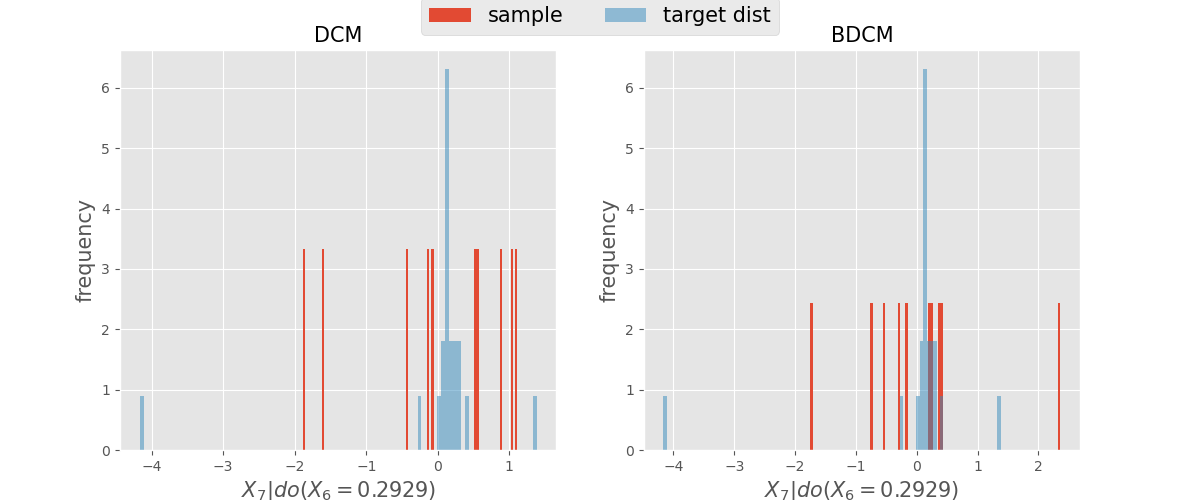 sample target dist
DCM BDCM
6 6
5 5
4 4
3 3
2 2
1 1
0 0
frequency frequency
−4 −3 −2 −1 0 1 −4 −3 −2 −1 0 1 2
X₇|do(X₆ = 0.2929) X₇|do(X₆ = 0.2929)